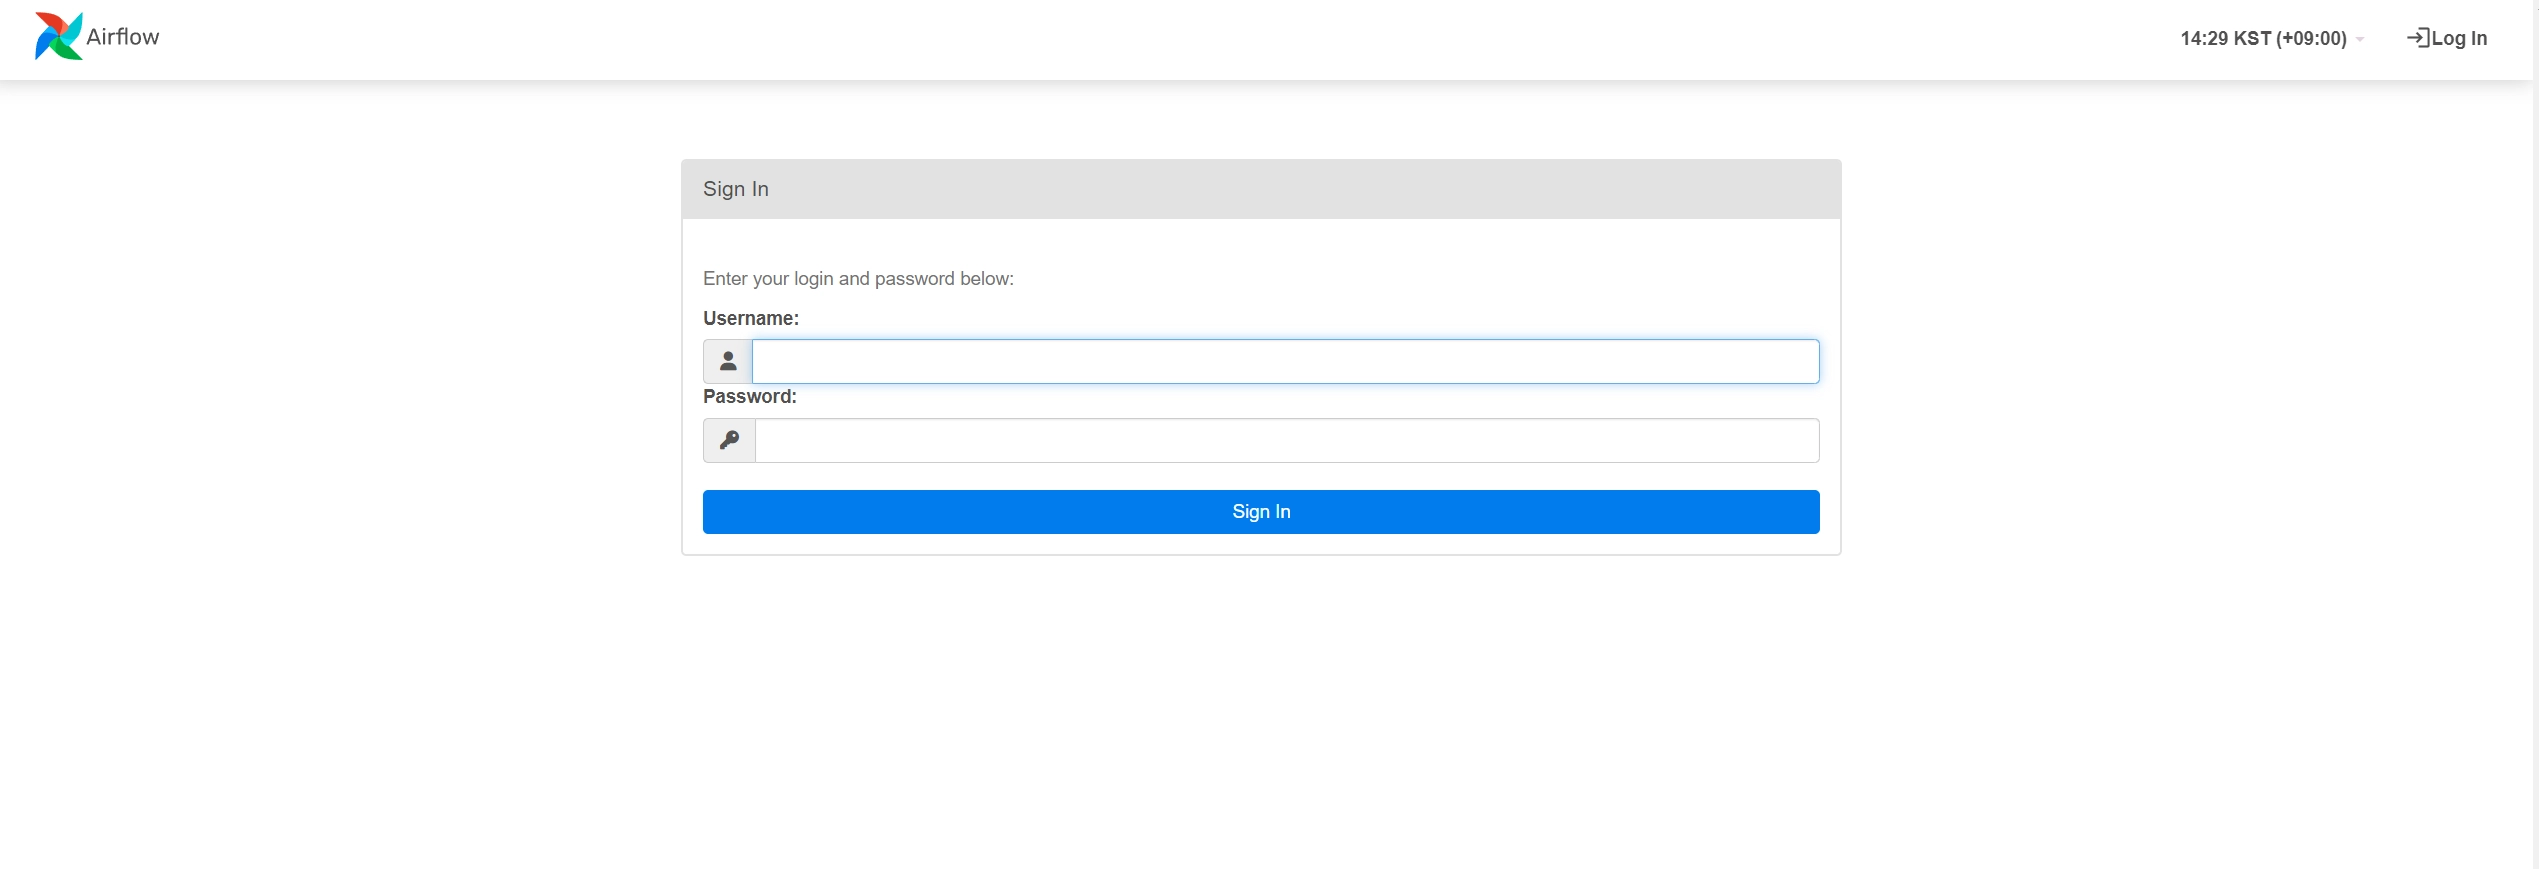 Airflow
14:29 KST (+09:00)
Log In
Sign In
Enter your login and password below:
Username:
Password:
Sign In